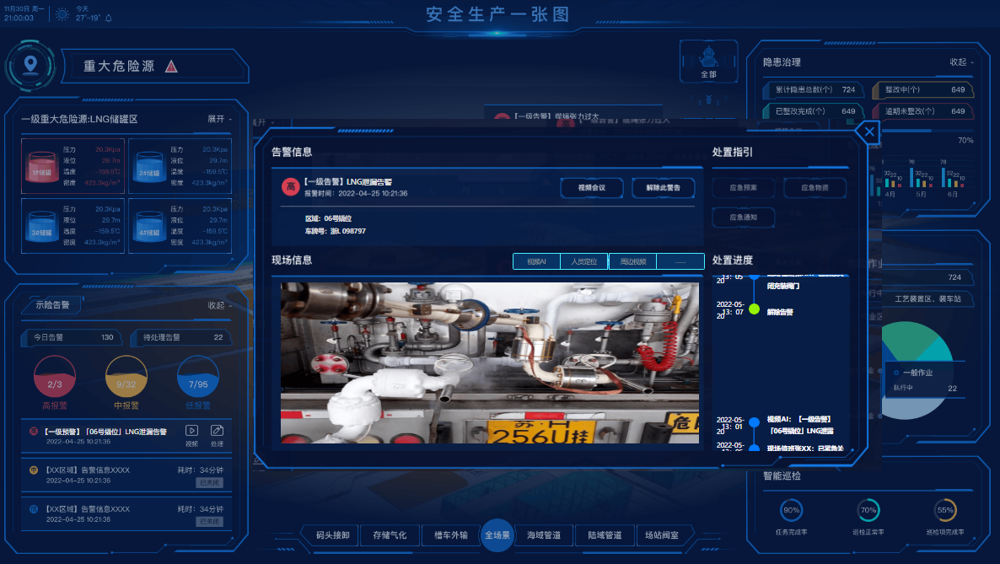 11月30日 周一
21:00:03
今天
27°-19°
安全生产一张图
重大危险源
全部
一级重大危险源:LNG储罐区
展开
1#储罐
压力 20.3Kpa
液位 29.7m
温度 -159.5°C
密度 423.3kg/m³
2#储罐
压力 20.3Kpa
液位 29.7m
温度 -159.5°C
密度 423.3kg/m³
3#储罐
压力 20.3Kpa
液位 29.7m
温度 -159.5°C
密度 423.3kg/m³
4#储罐
压力 20.3Kpa
液位 29.7m
温度 -159.5°C
密度 423.3kg/m³
示险告警
收起
今日告警 130
待处理告警 22
2/3
9/32
7/95
高报警
中报警
低报警
高
【一级预警】「06号撬位」LNG泄漏告警
2022-04-25 10:21:36
视频
处理
中
【XX区域】告警信息XXXX
2022-04-25 10:21:36
耗时：34分钟
已关闭
低
【XX区域】告警信息XXXX
2022-04-25 10:21:36
耗时：34分钟
已关闭
【一级告警】缆绳张力过大
告警信息
高
【一级告警】LNG泄漏告警
报警时间：2022-04-25 10:21:36
视频会议
解除此警告
区域：06号撬位
车牌号：浙L 098797
现场信息
视频AI
人员定位
周边视频
......
苏·H
256U挂
危
处置指引
应急预案
应急物资
应急通知
处置进度
20
13：05
闭充装阀门
2022-05-
20
13：07
解除告警
2022-05-
20
13：01
视频AI：【一级告警】
「06号撬位」LNG泄露
2022-05-
现场值班张XX：已紧急关
隐患治理
收起
累计隐患总数(个) 724
整改中(个) 649
已整改完成(个) 649
逾期未整改(个) 649
70%
76
76
32
22
10
32
22
10
4月
5月
6月
724
工艺装置区、装车站
一般作业
执行中 22
智能巡检
90%
70%
55%
任务完成率
巡检正常率
巡检项完成率
码头接卸
存储气化
槽车外输
全场景
海域管道
陆域管道
场站阀室